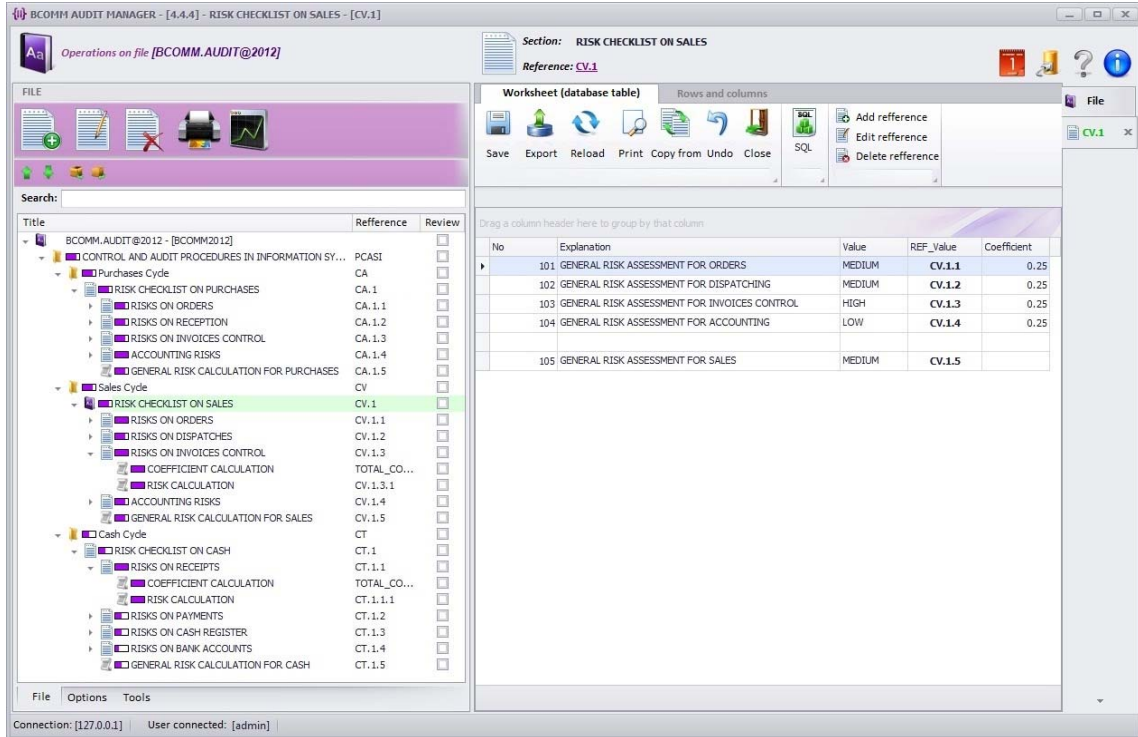 BCOMM AUDIT MANAGER - [4.4.4] - RISK CHECKLIST ON SALES - [CV.1]
Aa
Operations on file [BCOMM.AUDIT@2012]
Section: RISK CHECKLIST ON SALES
Reference: CV.1
1
FILE
Search:
Title Refference Review
BCOMM.AUDIT@2012 - [BCOMM2012]
CONTROL AND AUDIT PROCEDURES IN INFORMATION SY... PCASI
Purchases Cycle CA
RISK CHECKLIST ON PURCHASES CA.1
RISKS ON ORDERS CA.1.1
RISKS ON RECEPTION CA.1.2
RISKS ON INVOICES CONTROL CA.1.3
ACCOUNTING RISKS CA.1.4
GENERAL RISK CALCULATION FOR PURCHASES CA.1.5
Sales Cycle CV
RISK CHECKLIST ON SALES CV.1
RISKS ON ORDERS CV.1.1
RISKS ON DISPATCHES CV.1.2
RISKS ON INVOICES CONTROL CV.1.3
COEFFICIENT CALCULATION TOTAL_CO...
RISK CALCULATION CV.1.3.1
ACCOUNTING RISKS CV.1.4
GENERAL RISK CALCULATION FOR SALES CV.1.5
Cash Cycle CT
RISK CHECKLIST ON CASH CT.1
RISKS ON RECEIPTS CT.1.1
COEFFICIENT CALCULATION TOTAL_CO...
RISK CALCULATION CT.1.1.1
RISKS ON PAYMENTS CT.1.2
RISKS ON CASH REGISTER CT.1.3
RISKS ON BANK ACCOUNTS CT.1.4
GENERAL RISK CALCULATION FOR CASH CT.1.5
File Options Tools
Worksheet (database table) Rows and columns
Save Export Reload Print Copy from Undo Close
SQL
SQL
Add refference
Edit refference
Delete refference
Drag a column header here to group by that column
No Explanation Value REF_Value Coefficient
101 GENERAL RISK ASSESSMENT FOR ORDERS MEDIUM CV.1.1 0.25
102 GENERAL RISK ASSESSMENT FOR DISPATCHING MEDIUM CV.1.2 0.25
103 GENERAL RISK ASSESSMENT FOR INVOICES CONTROL HIGH CV.1.3 0.25
104 GENERAL RISK ASSESSMENT FOR ACCOUNTING LOW CV.1.4 0.25
105 GENERAL RISK ASSESSMENT FOR SALES MEDIUM CV.1.5
File
CV.1 x
Connection: [127.0.0.1] User connected: [admin]